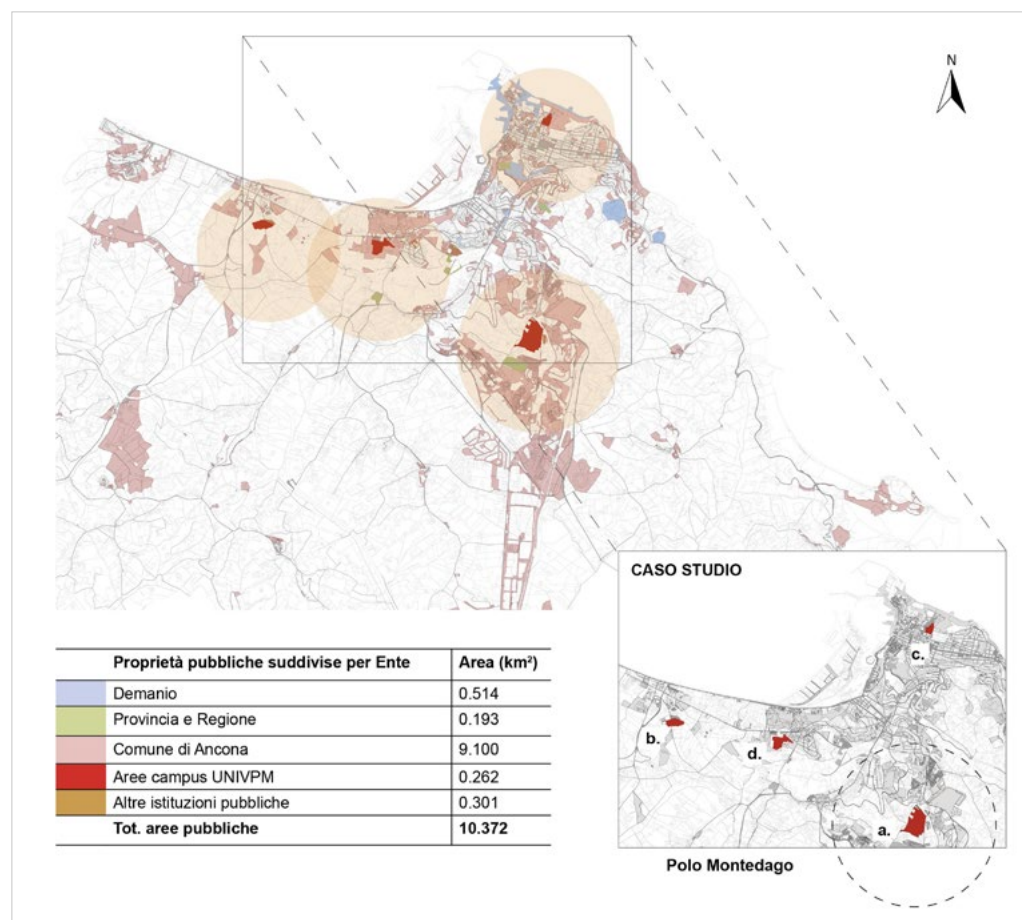 N
CASO STUDIO
c.
b.
d.
a.
Polo Montedago
Proprietà pubbliche suddivise per Ente Area (km²)
Demanio 0.514
Provincia e Regione 0.193
Comune di Ancona 9.100
Aree campus UNIVPM 0.262
Altre istituzioni pubbliche 0.301
Tot. aree pubbliche 10.372